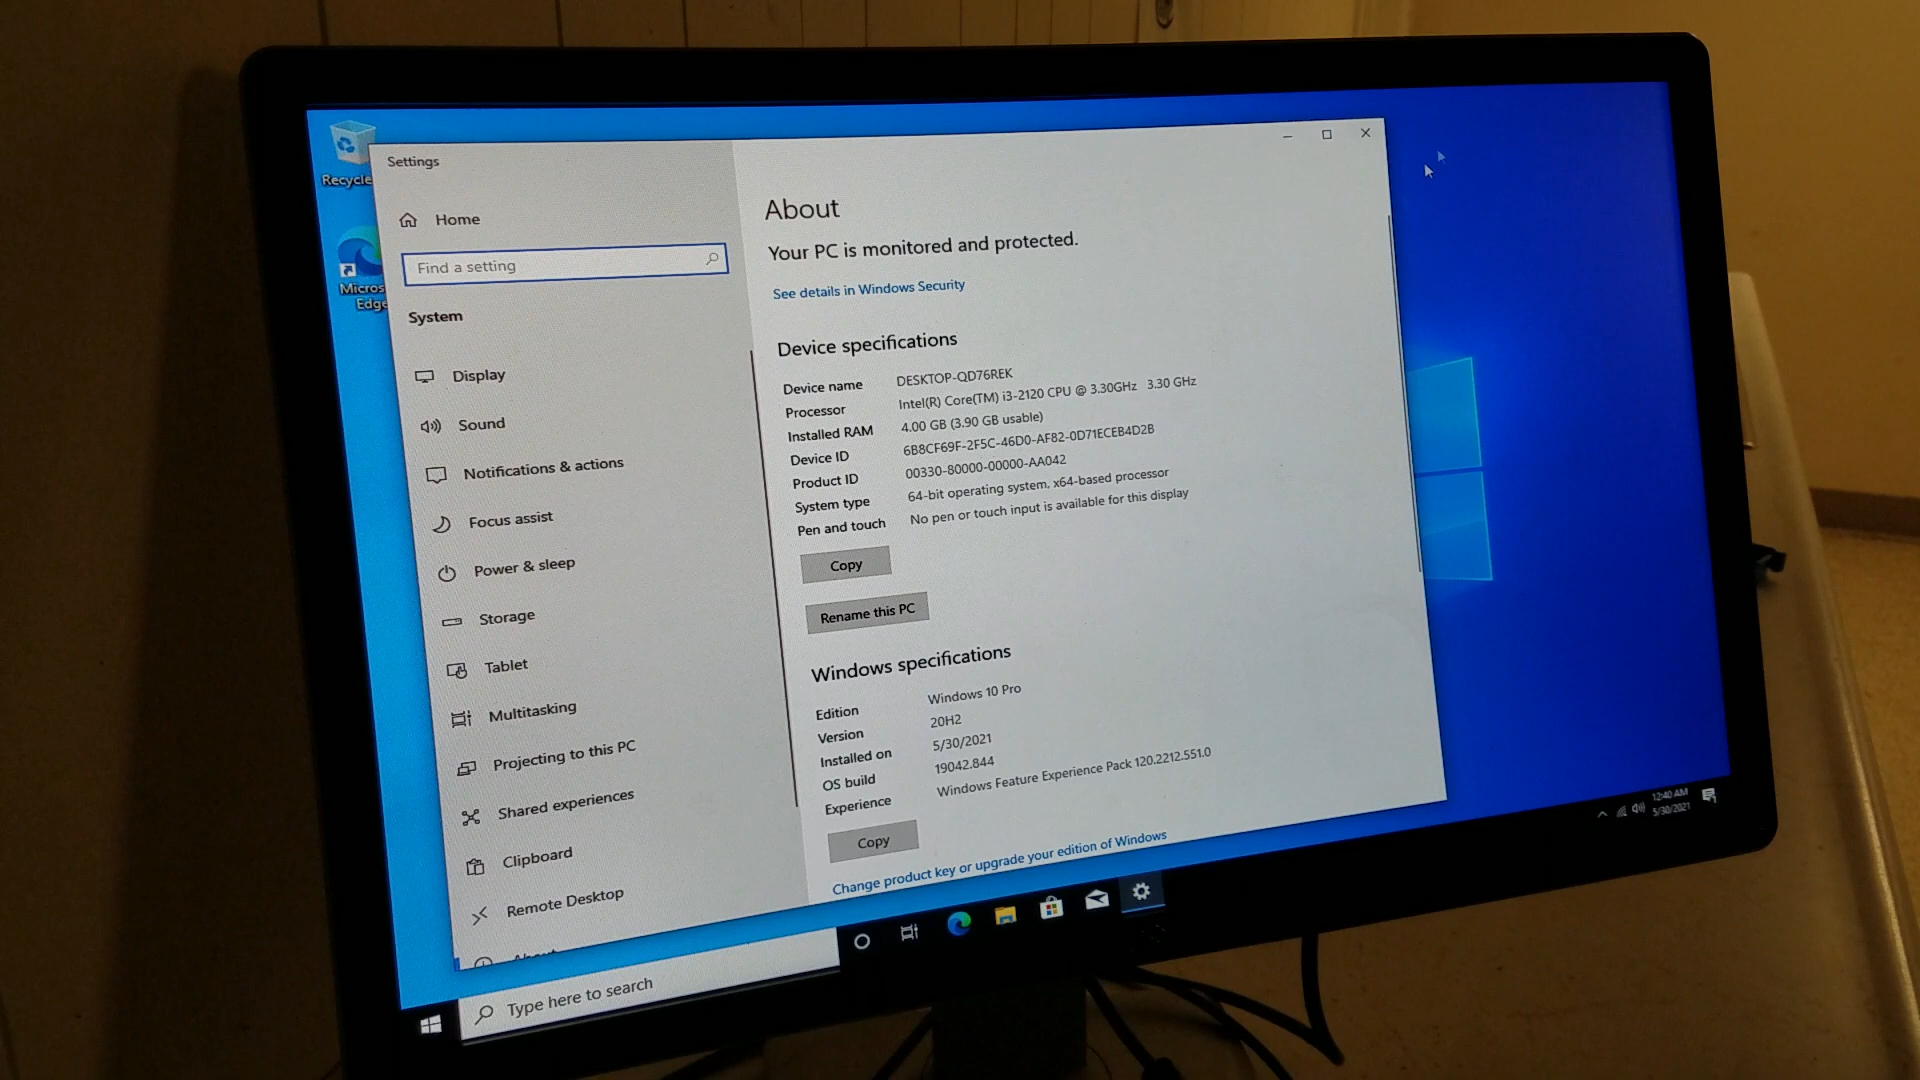 Recycle
Micros
Edge
Settings
Home
Find a setting
System
Display
Sound
Notifications & actions
Focus assist
Power & sleep
Storage
Tablet
Multitasking
Projecting to this PC
Shared experiences
Clipboard
Remote Desktop
About
About
Your PC is monitored and protected.
See details in Windows Security
Device specifications
Device name DESKTOP-QD76REK
Processor Intel(R) Core(TM) i3-2120 CPU @ 3.30GHz 3.30 GHz
Installed RAM 4.00 GB (3.90 GB usable)
Device ID 6B8CF69F-2F5C-46D0-AF82-0D71ECEB4D2B
Product ID 00330-80000-00000-AA042
System type 64-bit operating system, x64-based processor
Pen and touch No pen or touch input is available for this display
Copy
Rename this PC
Windows specifications
Edition Windows 10 Pro
Version 20H2
Installed on 5/30/2021
OS build 19042.844
Experience Windows Feature Experience Pack 120.2212.551.0
Copy
Change product key or upgrade your edition of Windows
Type here to search
12:40 AM
5/30/2021